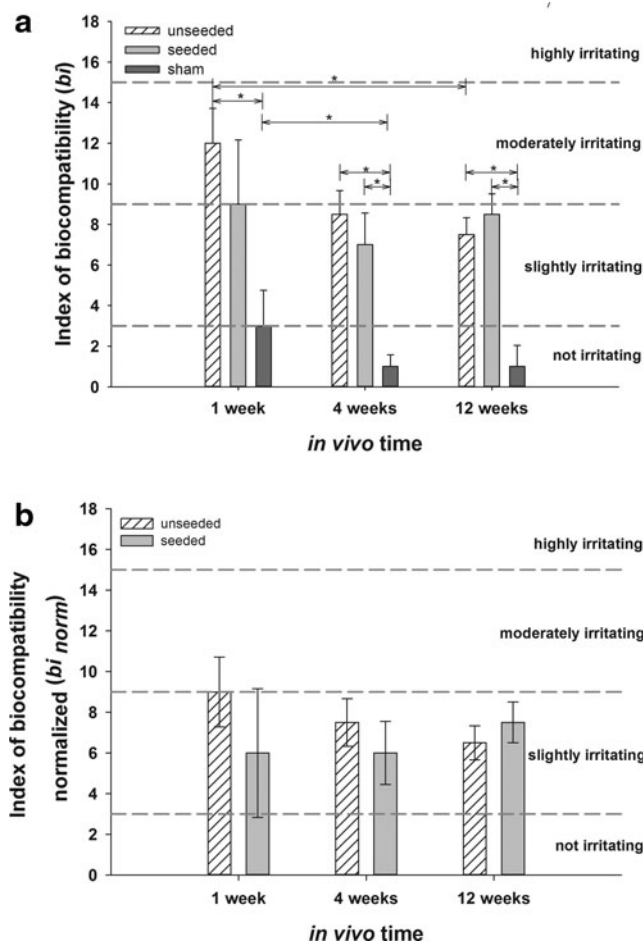 a
unseeded
seeded
sham
Index of biocompatibility (bi)
18
16
14
12
10
8
6
4
2
0
*
*
*
*
*
*
*
highly irritating
moderately irritating
slightly irritating
not irritating
1 week
4 weeks
12 weeks
in vivo time
b
unseeded
seeded
Index of biocompatibility
normalized (bi norm)
18
16
14
12
10
8
6
4
2
0
highly irritating
moderately irritating
slightly irritating
not irritating
1 week
4 weeks
12 weeks
in vivo time